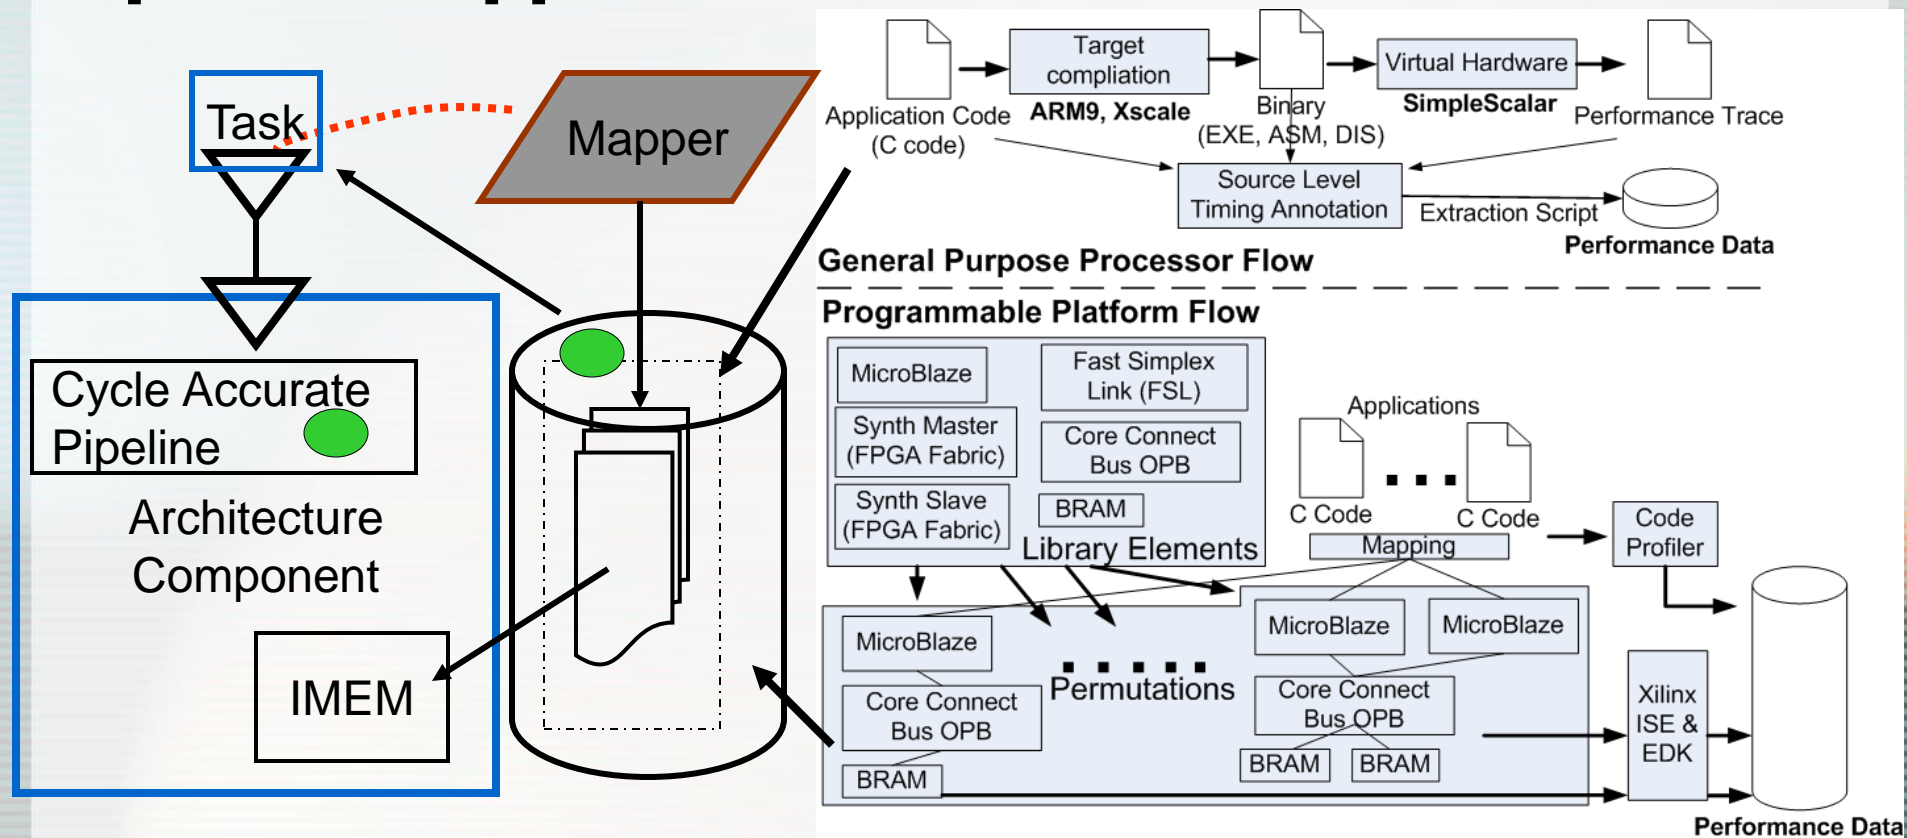 Task
Mapper
Cycle Accurate
Pipeline
Architecture
Component
IMEM
Application Code
(C code)
Target
compliation
ARM9, Xscale
Binary
(EXE, ASM, DIS)
Virtual Hardware
SimpleScalar
Performance Trace
Source Level
Timing Annotation
Extraction Script
Performance Data
General Purpose Processor Flow
Programmable Platform Flow
MicroBlaze
Fast Simplex
Link (FSL)
Synth Master
(FPGA Fabric)
Core Connect
Bus OPB
Synth Slave
(FPGA Fabric)
BRAM
Library Elements
Applications
C Code
C Code
Mapping
Code
Profiler
MicroBlaze
Core Connect
Bus OPB
BRAM
Permutations
MicroBlaze
MicroBlaze
Core Connect
Bus OPB
BRAM
BRAM
Xilinx
ISE &
EDK
Performance Data